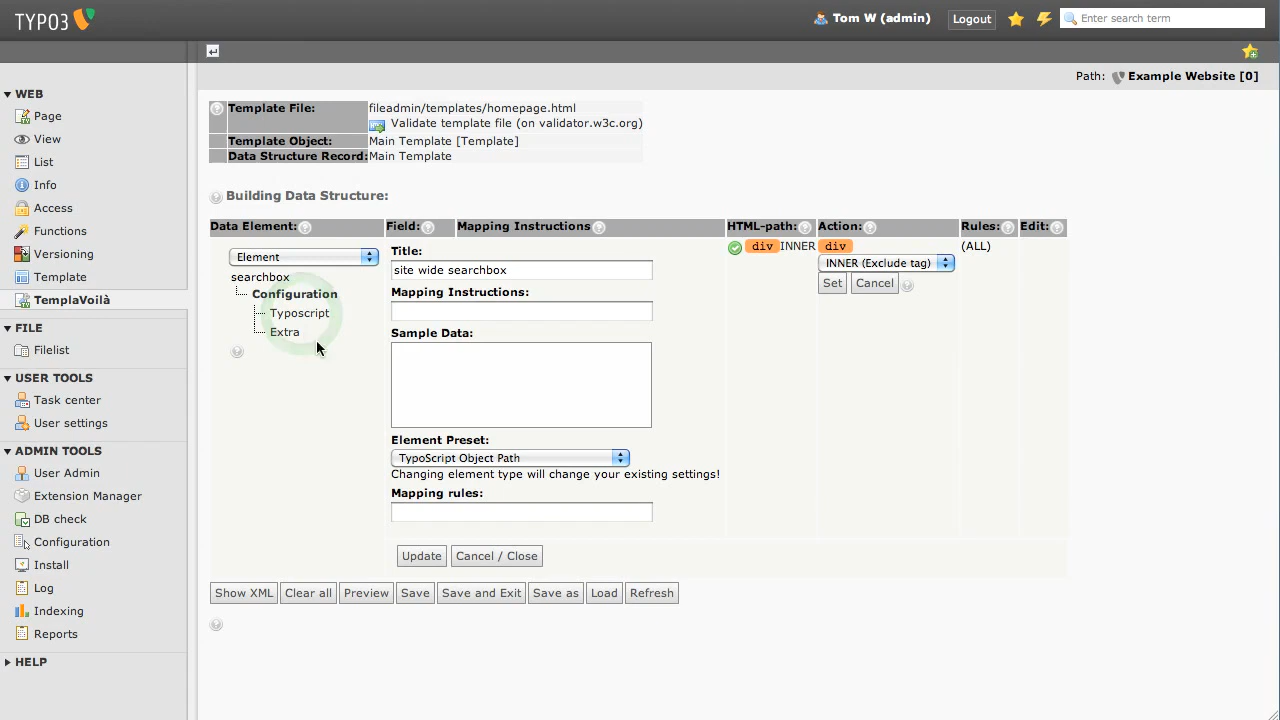 TYPO3
Tom W (admin)
Logout
Enter search term
Path: Example Website [0]
WEB
Page
View
List
Info
Access
Functions
Versioning
Template
TemplaVoilà
FILE
Filelist
USER TOOLS
Task center
User settings
ADMIN TOOLS
User Admin
Extension Manager
DB check
Configuration
Install
Log
Indexing
Reports
HELP
Template File: fileadmin/templates/homepage.html
Validate template file (on validator.w3c.org)
Template Object: Main Template [Template]
Data Structure Record: Main Template
Building Data Structure:
Data Element: Field: Mapping Instructions HTML-path: Action: Rules: Edit:
Element
searchbox
Configuration
Typoscript
Extra
Title:
site wide searchbox
Mapping Instructions:
Sample Data:
Element Preset:
TypoScript Object Path
Changing element type will change your existing settings!
Mapping rules:
Update Cancel / Close
div INNER
div
INNER (Exclude tag)
Set Cancel
(ALL)
Show XML Clear all Preview Save Save and Exit Save as Load Refresh